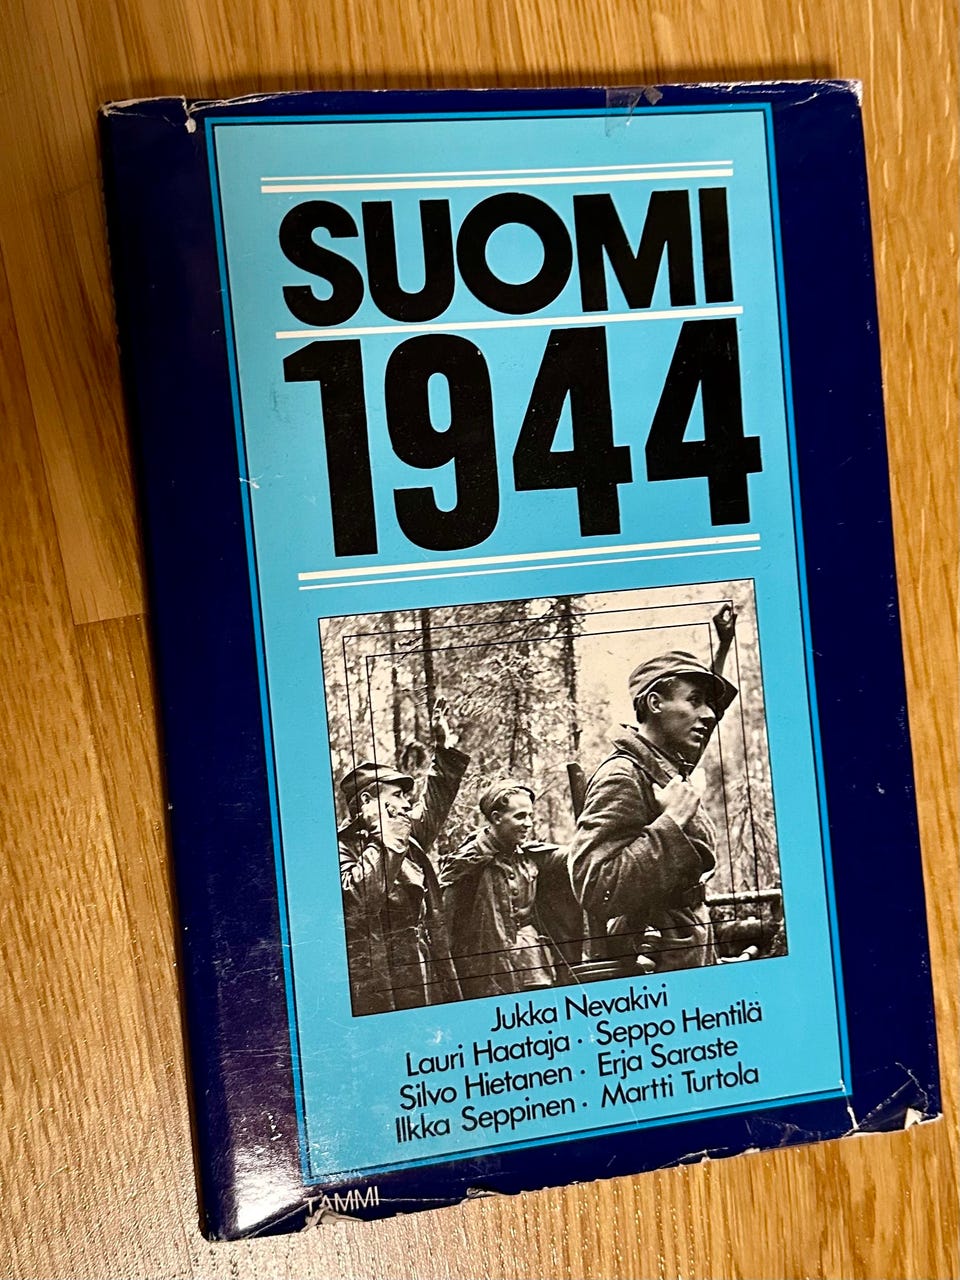 SUOMI
1944
Jukka Nevakivi
Lauri Haataja · Seppo Hentilä
Silvo Hietanen · Erja Saraste
Ilkka Seppinen · Martti Turtola
TAMMI